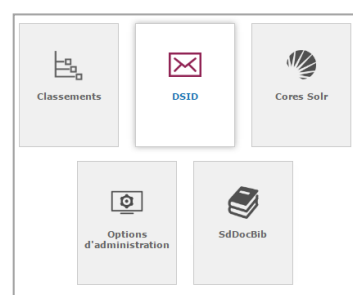 Classements
DSID
Cores Solr
Options
d'administration
SdDocBib